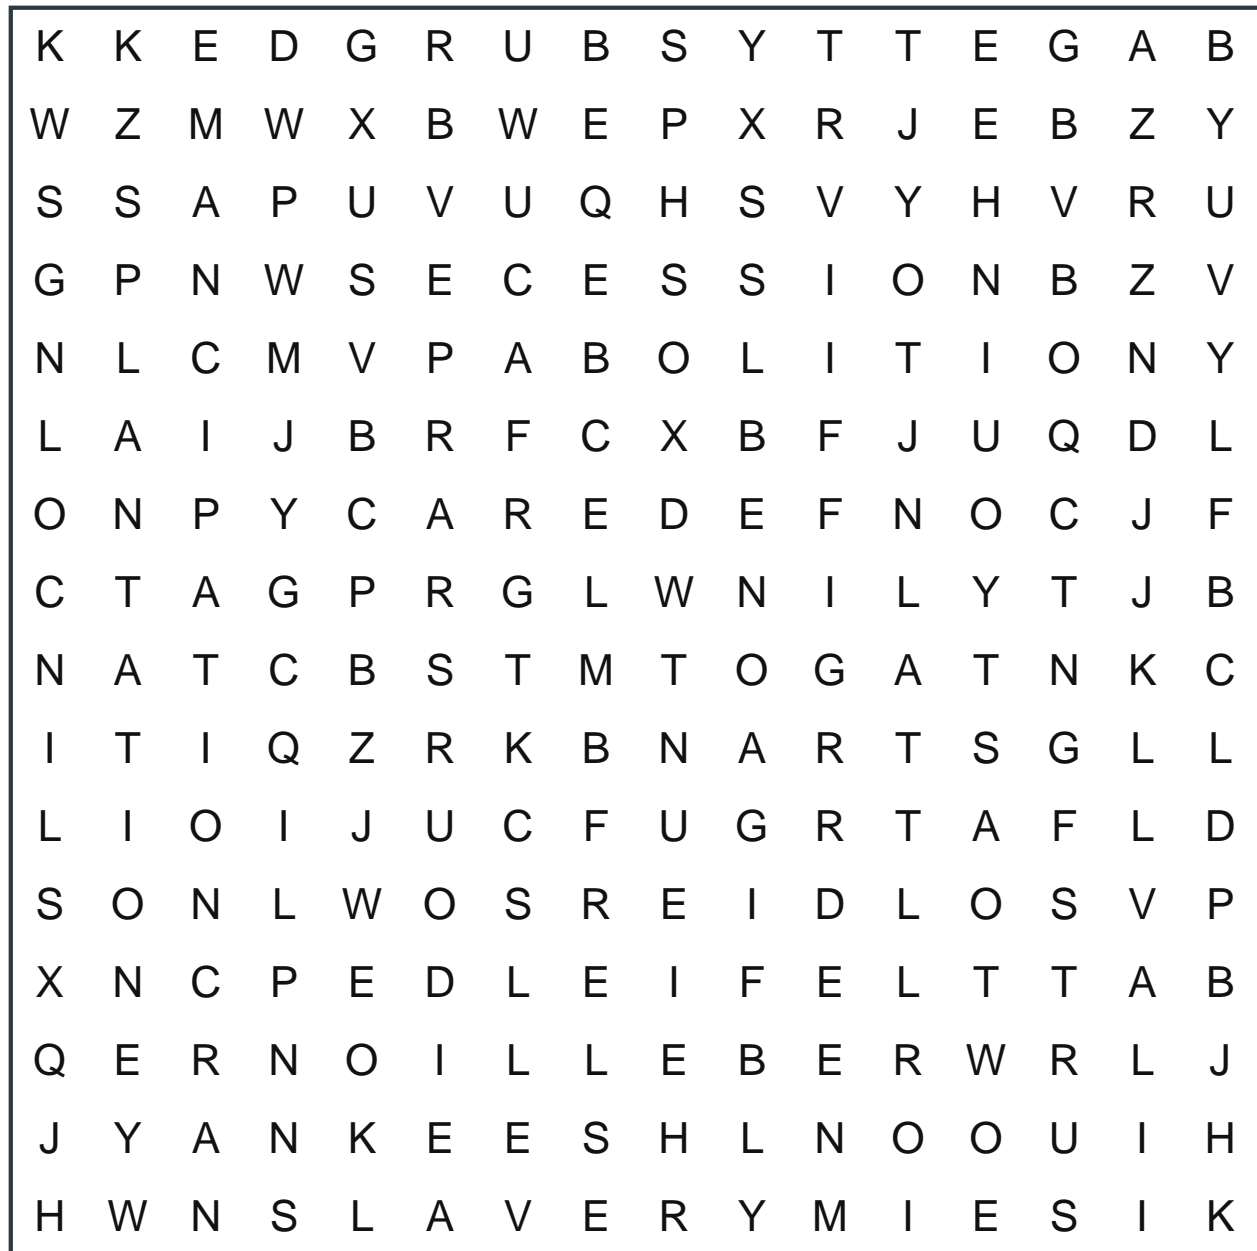 K K E D G R U B S Y T T E G A B
W Z M W X B W E P X R J E B Z Y
S S A P U V U Q H S V Y H V R U
G P N W S E C E S S I O N B Z V
N L C M V P A B O L I T I O N Y
L A I J B R F C X B F J U Q D L
O N P Y C A R E D E F N O C J F
C T A G P R G L W N I L Y T J B
N A T C B S T M T O G A T N K C
I T I Q Z R K B N A R T S G L L
L I O I J U C F U G R T A F L D
S O N L W O S R E I D L O S V P
X N C P E D L E I F E L T T A B
Q E R N O I L L E B E R W R L J
J Y A N K E E S H L N O O U I H
H W N S L A V E R Y M I E S I K